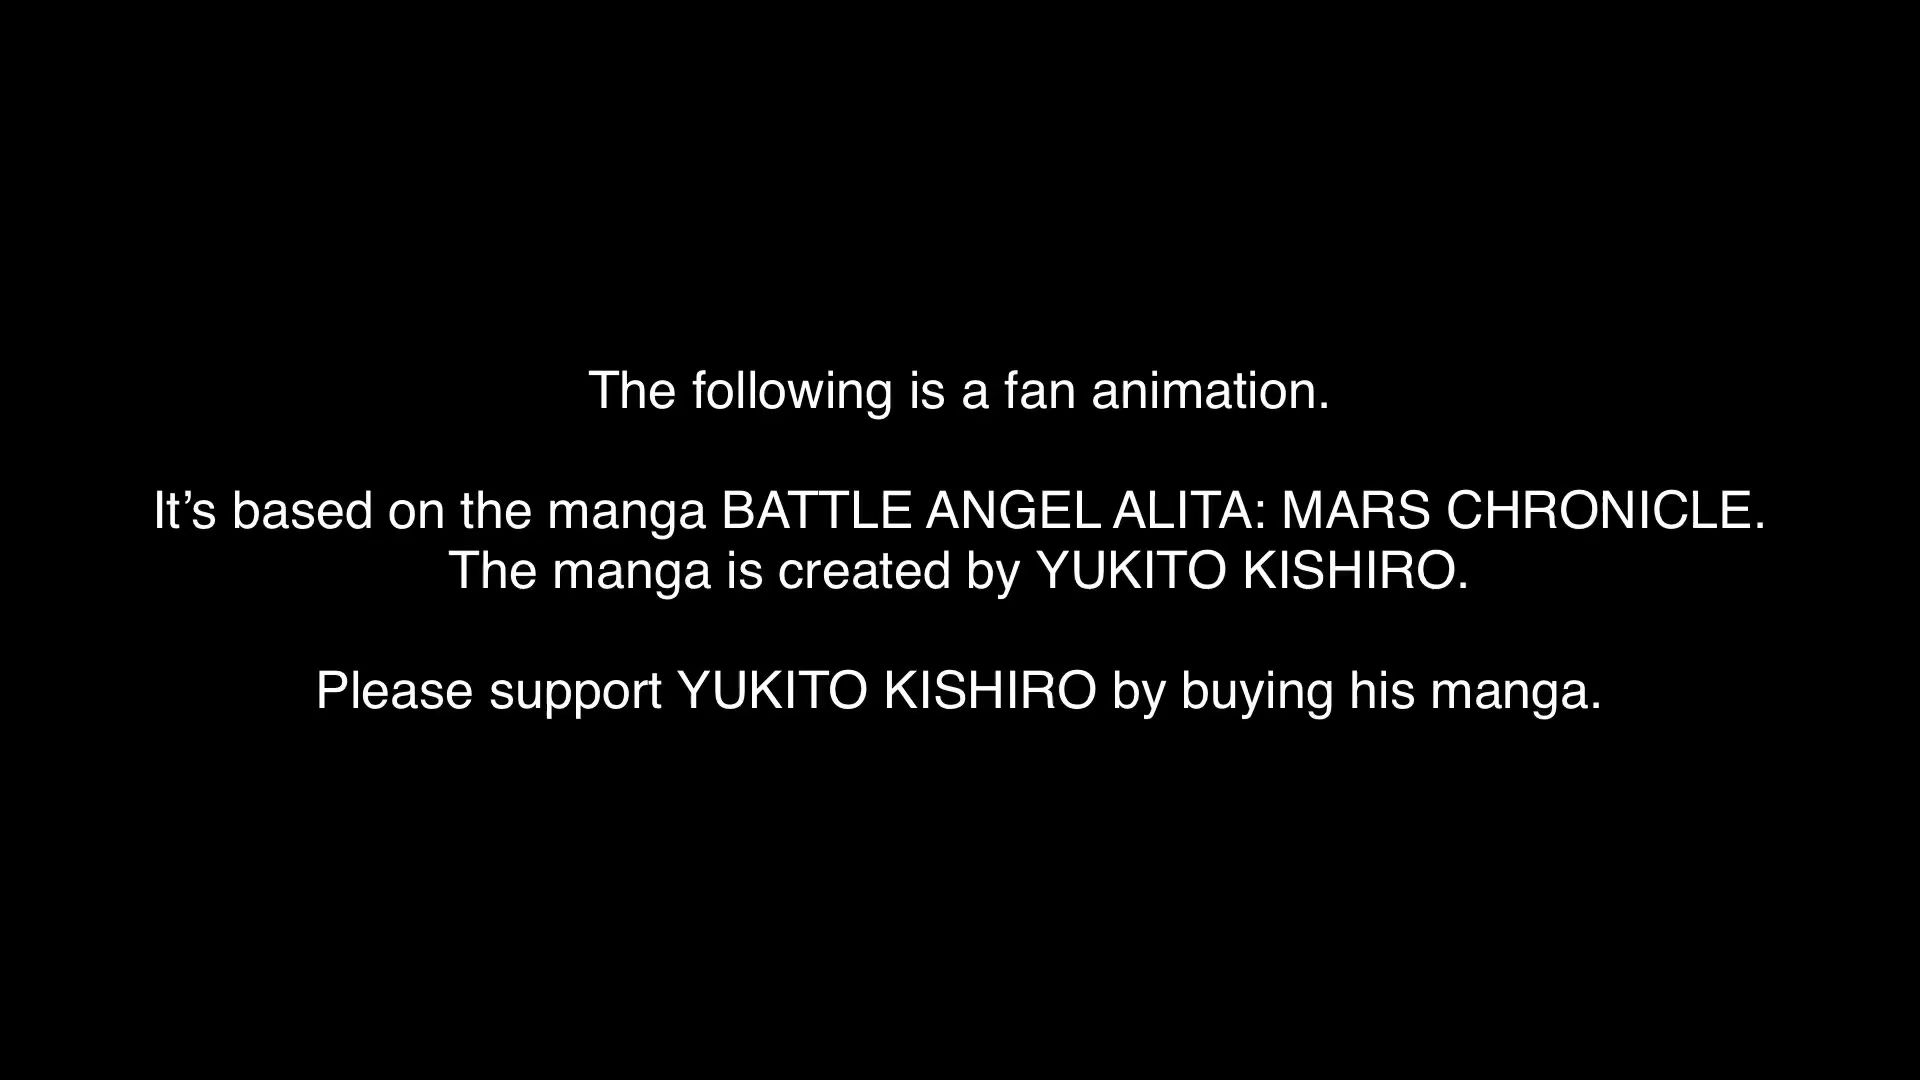 The following is a fan animation.
It’s based on the manga BATTLE ANGEL ALITA: MARS CHRONICLE.
The manga is created by YUKITO KISHIRO.
Please support YUKITO KISHIRO by buying his manga.